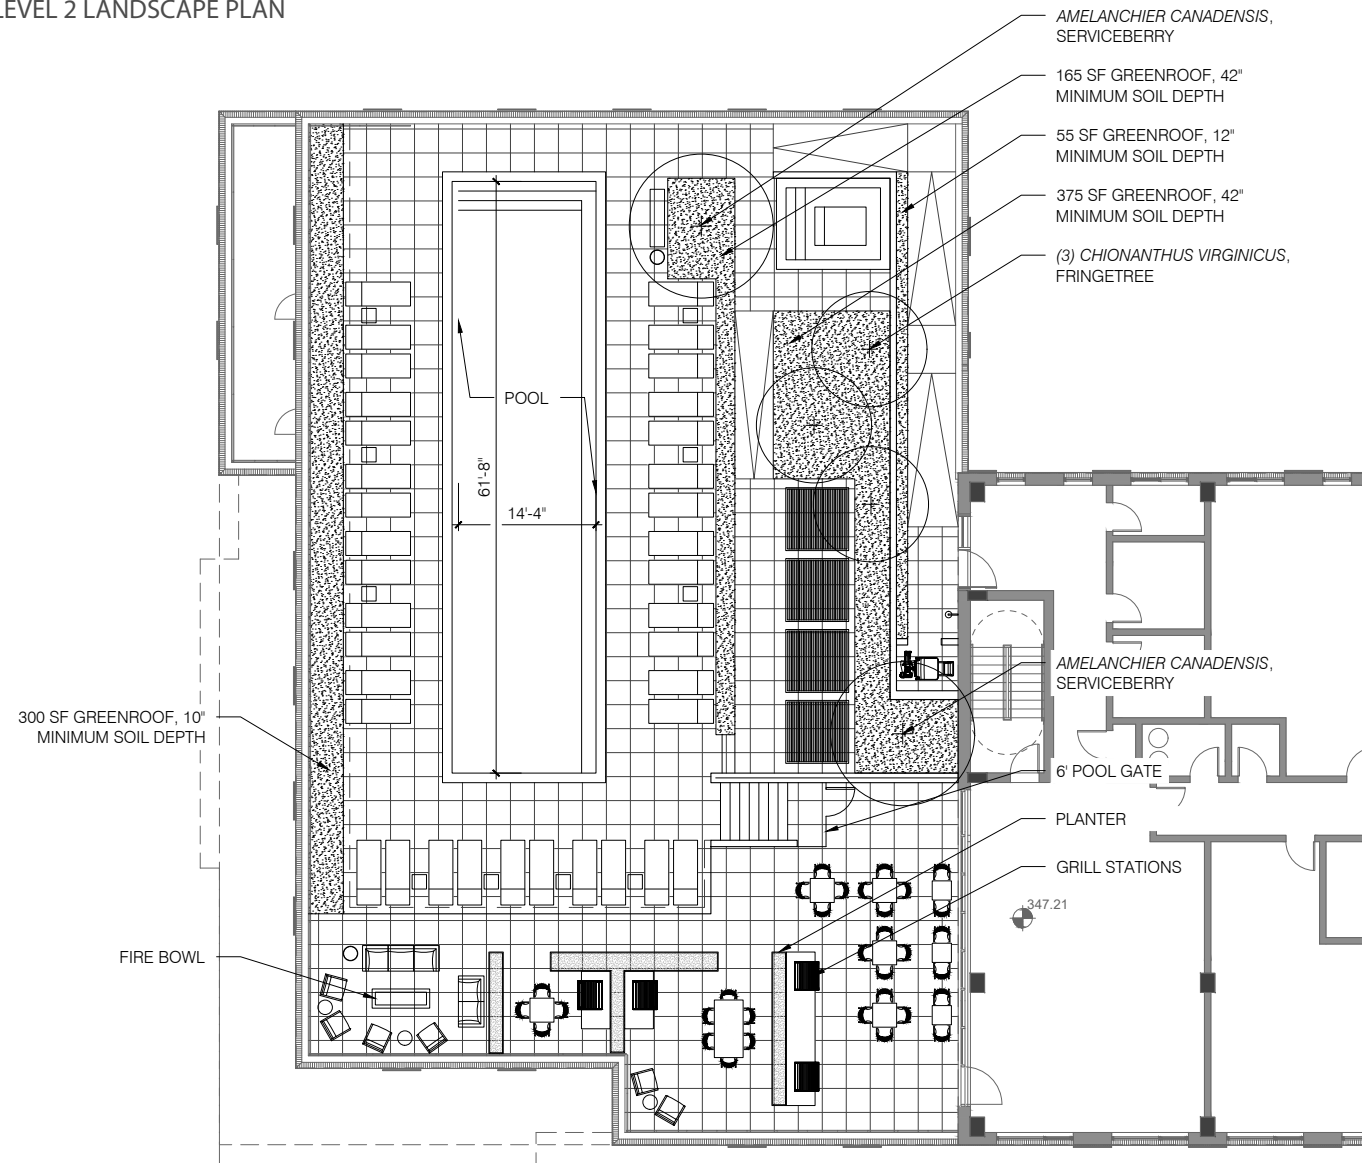 LEVEL 2 LANDSCAPE PLAN
AMELANCHIER CANADENSIS,
SERVICEBERRY
165 SF GREENROOF, 42"
MINIMUM SOIL DEPTH
55 SF GREENROOF, 12"
MINIMUM SOIL DEPTH
375 SF GREENROOF, 42"
MINIMUM SOIL DEPTH
(3) CHIONANTHUS VIRGINICUS,
FRINGETREE
POOL
61'-8"
14'-4"
AMELANCHIER CANADENSIS,
SERVICEBERRY
300 SF GREENROOF, 10"
MINIMUM SOIL DEPTH
6' POOL GATE
PLANTER
GRILL STATIONS
347.21
FIRE BOWL